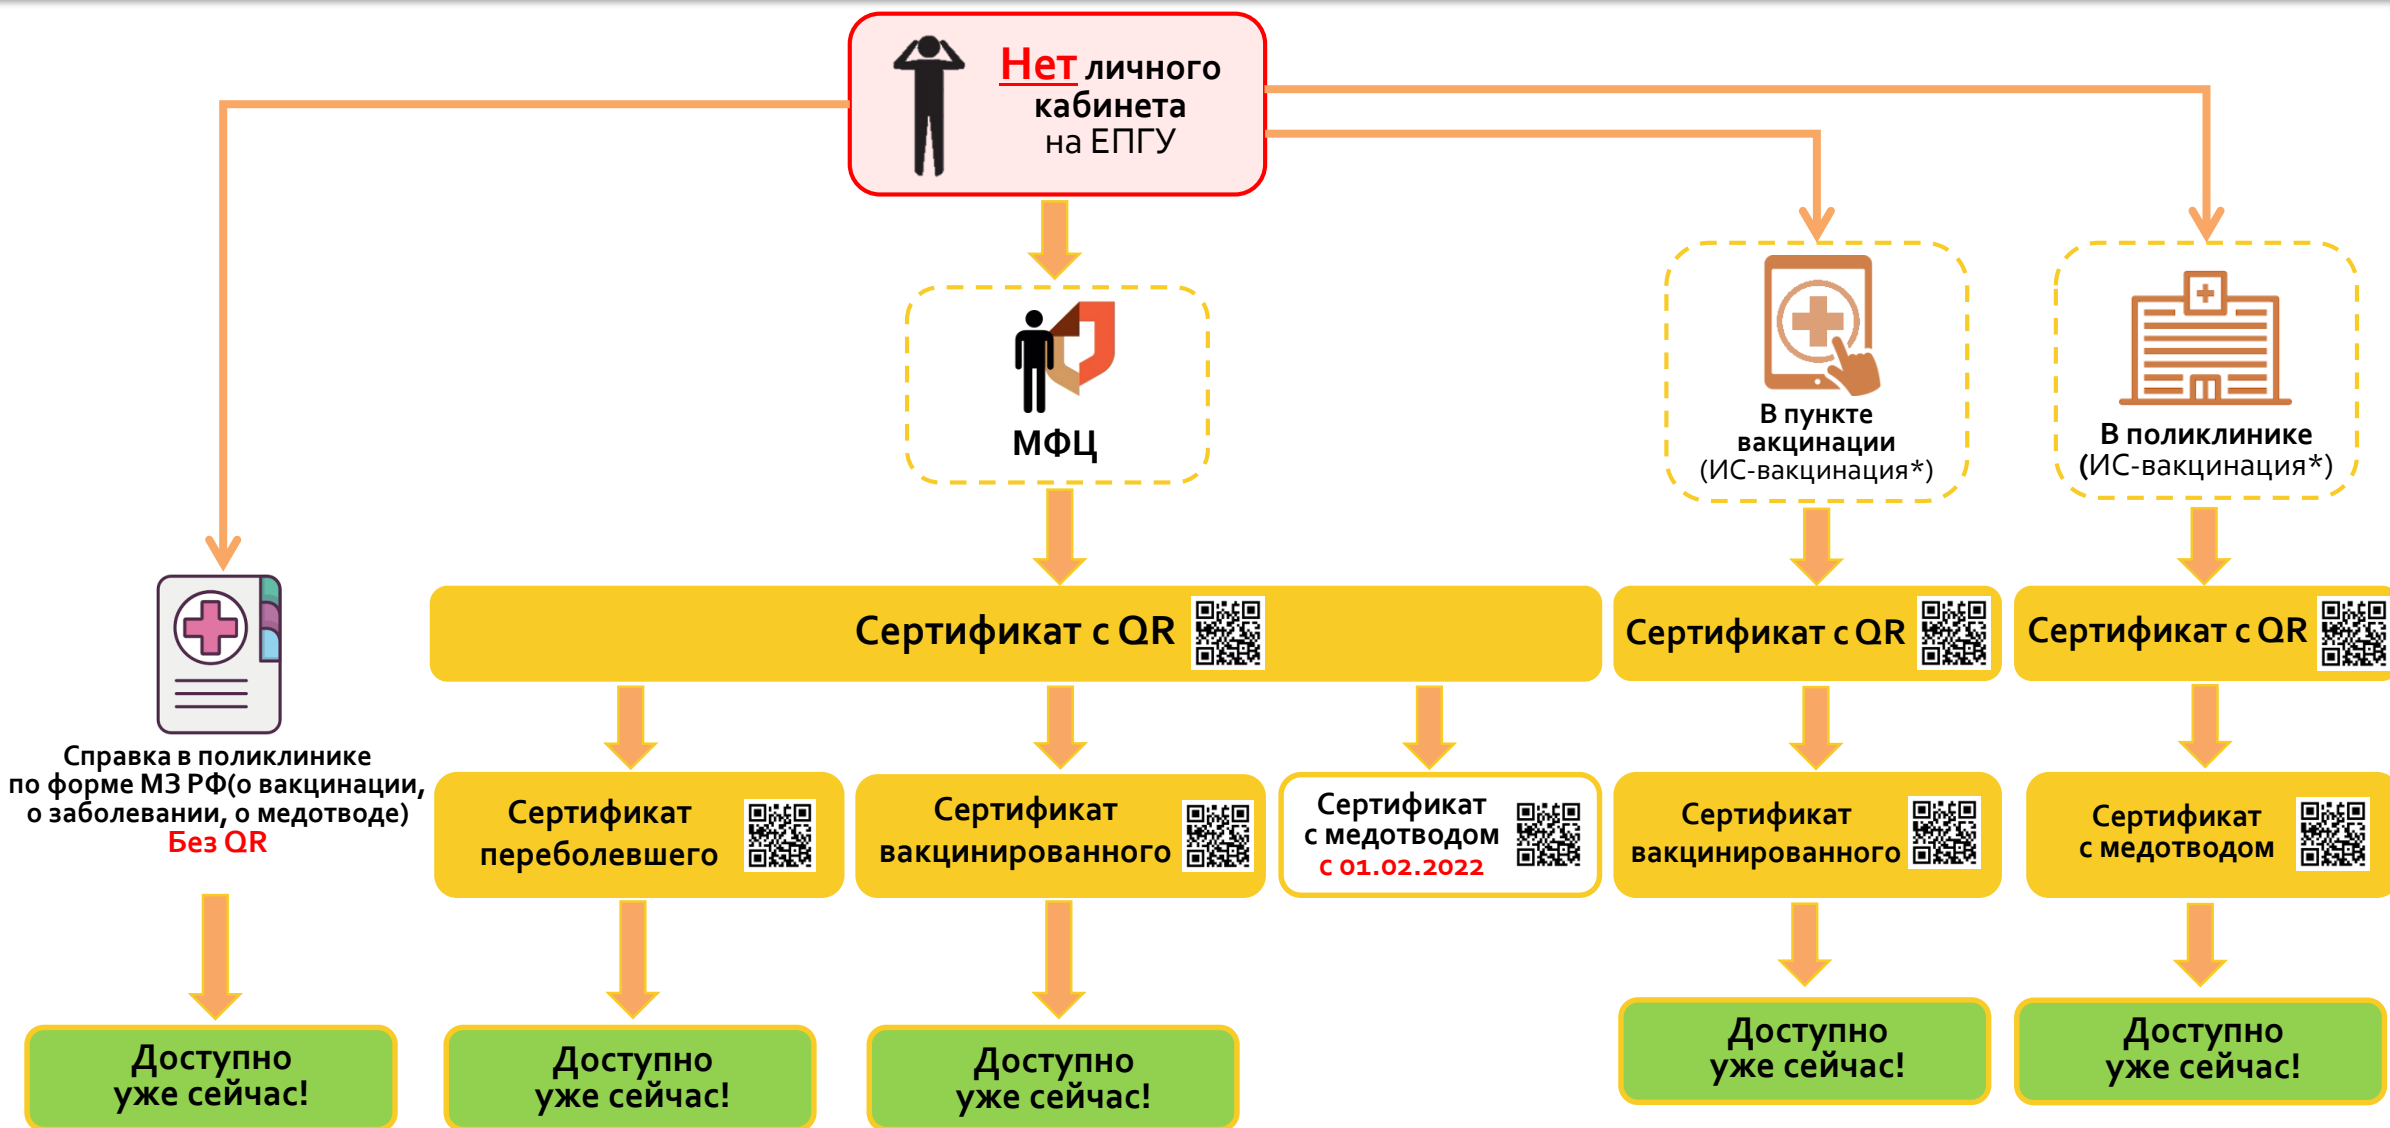 Нет личного
кабинета
на ЕПГУ
МФЦ
В пункте
вакцинации
(ИС-вакцинация*)
В поликлинике
(ИС-вакцинация*)
Справка в поликлинике
по форме МЗ РФ(о вакцинации,
о заболевании, о медотводе)
Без QR
Сертификат с QR
Сертификат с QR
Сертификат с QR
Сертификат
переболевшего
Сертификат
вакцинированного
Сертификат
с медотводом
с 01.02.2022
Сертификат
вакцинированного
Сертификат
с медотводом
Доступно
уже сейчас!
Доступно
уже сейчас!
Доступно
уже сейчас!
Доступно
уже сейчас!
Доступно
уже сейчас!